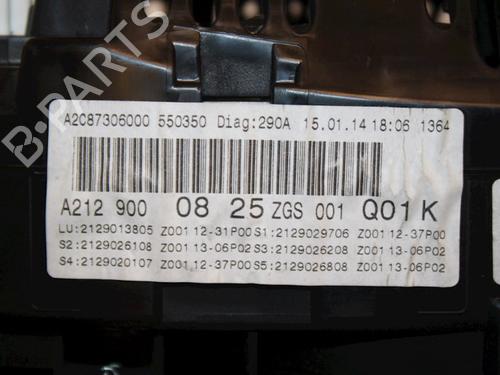 B-PARTS
A2C87306000 550350 Diag:290A 15.01.14 18:06 1364
A212 900 08 25 ZGS 001 Q01 K
LU:2129013805 Z001 12-31P00 S1:2129029706 Z001 12-37P00
S2:2129026108 Z001 13-06P02 S3:2129026208 Z001 13-06P02
S4:2129020107 Z001 12-37P00 S5:2129026808 Z001 13-06P02